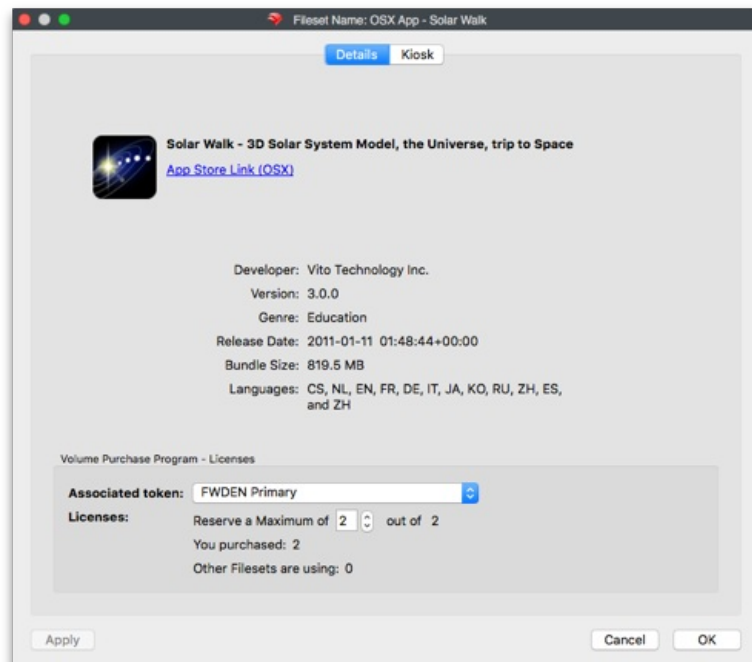 Fileset Name: OSX App - Solar Walk
Details Kiosk
Solar Walk - 3D Solar System Model, the Universe, trip to Space
App Store Link (OSX)
Developer: Vito Technology Inc.
Version: 3.0.0
Genre: Education
Release Date: 2011-01-11 01:48:44+00:00
Bundle Size: 819.5 MB
Languages: CS, NL, EN, FR, DE, IT, JA, KO, RU, ZH, ES,
and ZH
Volume Purchase Program - Licenses
Associated token: FWDEN Primary
Licenses: Reserve a Maximum of 2 out of 2
You purchased: 2
Other Filesets are using: 0
Apply Cancel OK